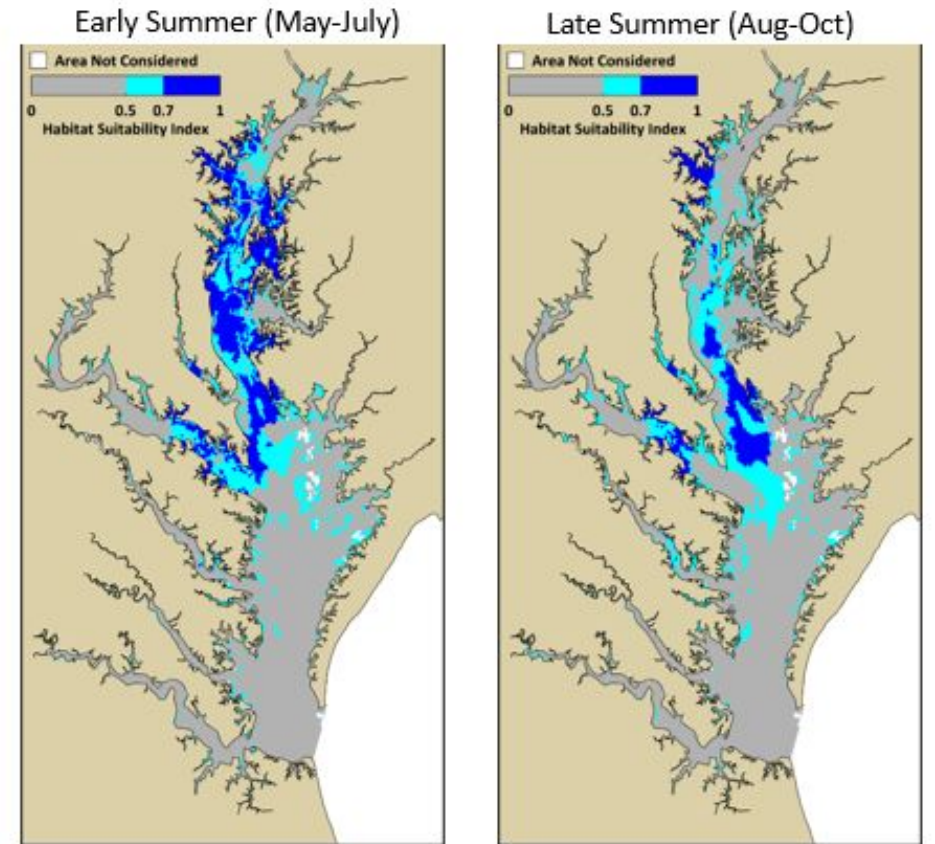 Early Summer (May-July)
Area Not Considered
0 0.5 0.7 1
Habitat Suitability Index
Late Summer (Aug-Oct)
Area Not Considered
0 0.5 0.7 1
Habitat Suitability Index